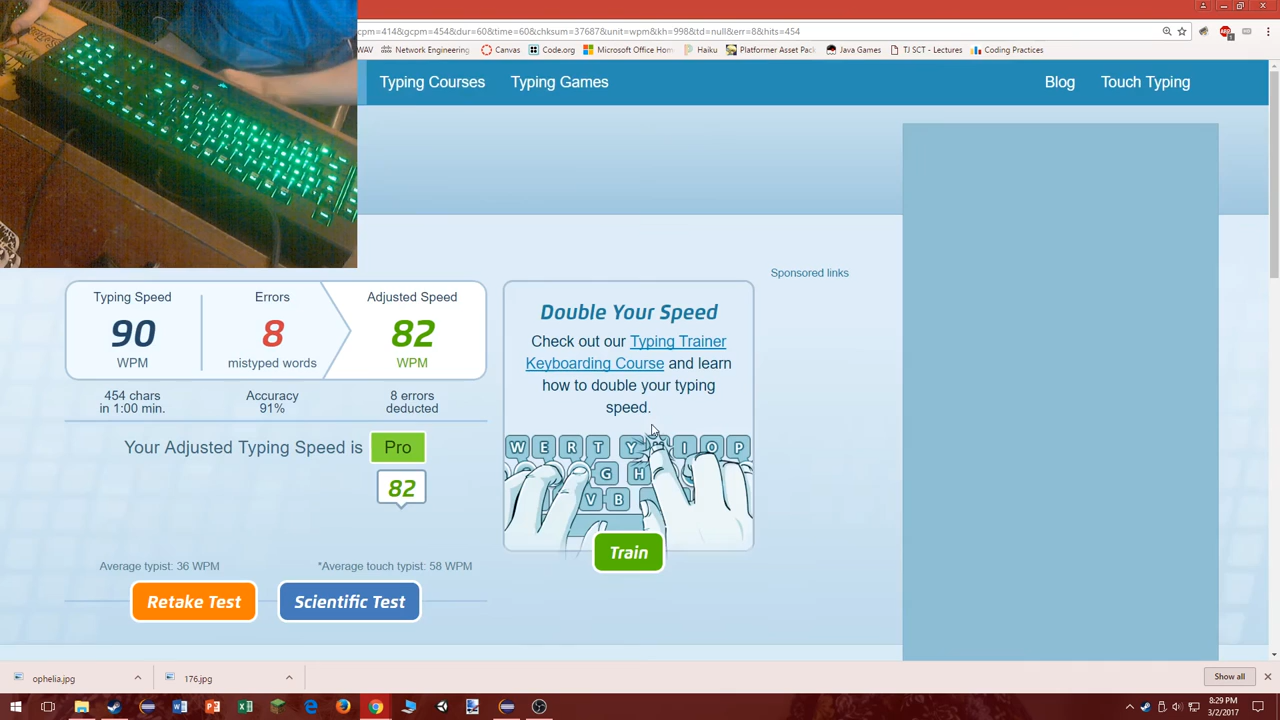 cpm=414&gcpm=454&dur=60&time=60&chksum=37687&unit=wpm&kh=998&td=null&err=8&hits=454
WAV Network Engineering Canvas Code.org Microsoft Office Hom Haiku Platformer Asset Pack Java Games TJ SCT - Lectures Coding Practices
Typing Courses Typing Games Blog Touch Typing
Sponsored links
Typing Speed Errors Adjusted Speed
90 8 82
WPM mistyped words WPM
454 chars Accuracy 8 errors
in 1:00 min. 91% deducted
Your Adjusted Typing Speed is Pro
82
Average typist: 36 WPM *Average touch typist: 58 WPM
Retake Test Scientific Test
Double Your Speed
Check out our Typing Trainer
Keyboarding Course and learn
how to double your typing
speed.
W E R T Y I O P
G H
V B
Train
ophelia.jpg 176.jpg Show all
8:29 PM
3/2/2017